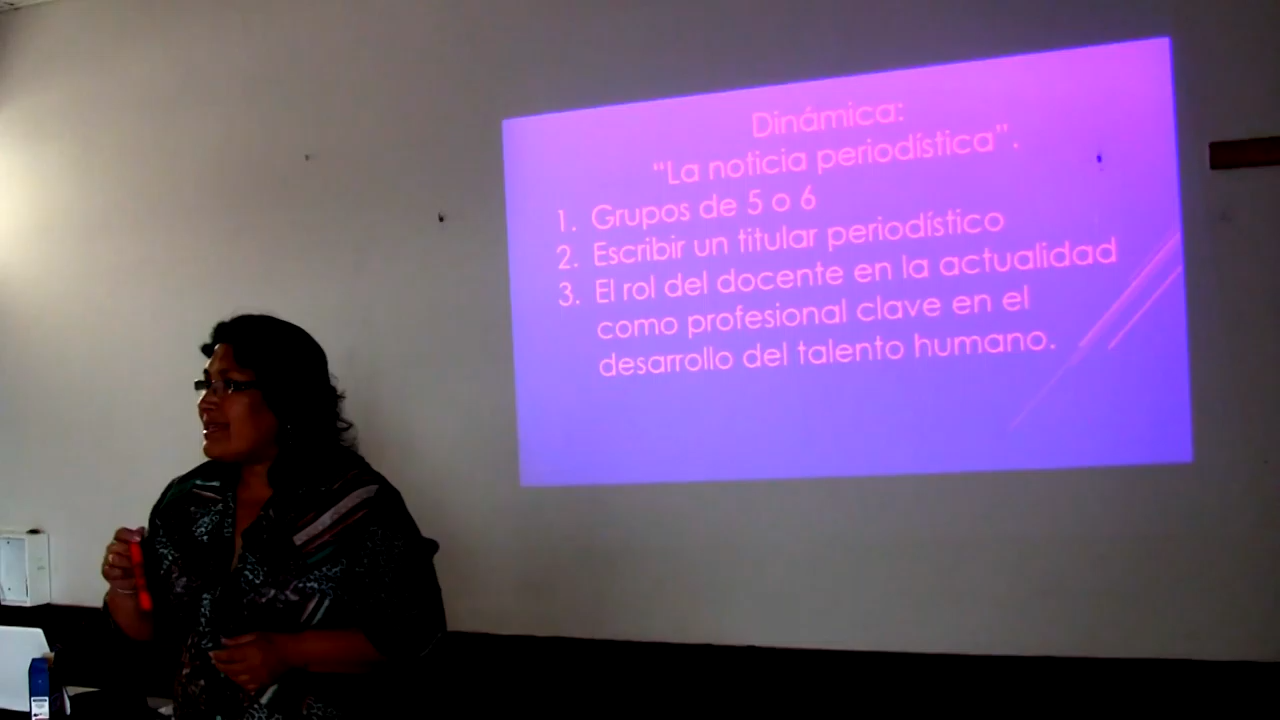 Dinámica:
“La noticia periodística”.
1. Grupos de 5 o 6
2. Escribir un titular periodístico
3. El rol del docente en la actualidad
como profesional clave en el
desarrollo del talento humano.